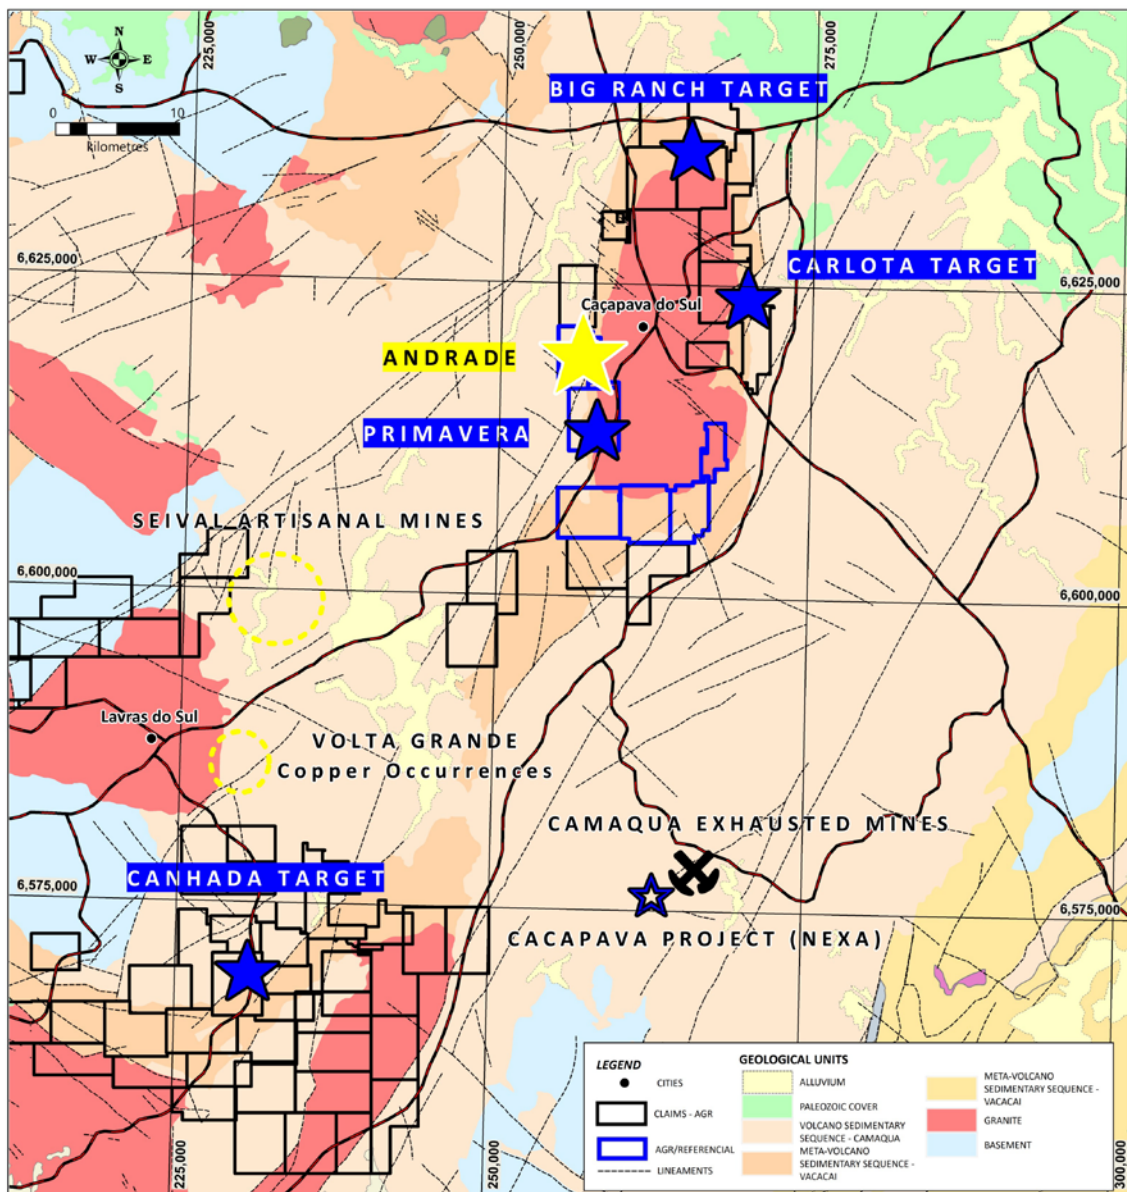 225,000
250,000
275,000
N
W E
S
0 10
kilometres
BIG RANCH TARGET
6,625,000
CARLOTA TARGET
6,625,000
Caçapava do Sul
ANDRADE
PRIMAVERA
SEIVAL ARTISANAL MINES
6,600,000
6,600,000
Lavras do Sul
VOLTA GRANDE
Copper Occurrences
CAMAQUA EXHAUSTED MINES
CANHADA TARGET
6,575,000
6,575,000
CACAPAVA PROJECT (NEXA)
LEGEND
CITIES
CLAIMS - AGR
AGR/REFERENCIAL
LINEAMENTS
GEOLOGICAL UNITS
ALLUVIUM
PALEOZOIC COVER
VOLCANO SEDIMENTARY
SEQUENCE - CAMAQUA
META-VOLCANO
SEDIMENTARY SEQUENCE -
VACACAI
META-VOLCANO
SEDIMENTARY SEQUENCE -
VACACAI
GRANITE
BASEMENT
225,000
250,000
300,000